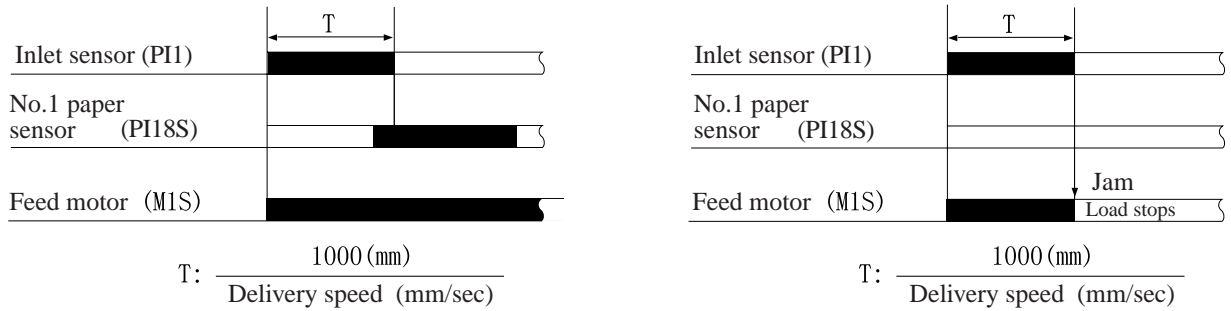 T
Inlet sensor (PI1)
No.1 paper
sensor (PI18S)
Feed motor (M1S)
T: 1000(mm)
Delivery speed (mm/sec)
T
Inlet sensor (PI1)
No.1 paper
sensor (PI18S)
Jam
Feed motor (M1S)
Load stops
T: 1000(mm)
Delivery speed (mm/sec)